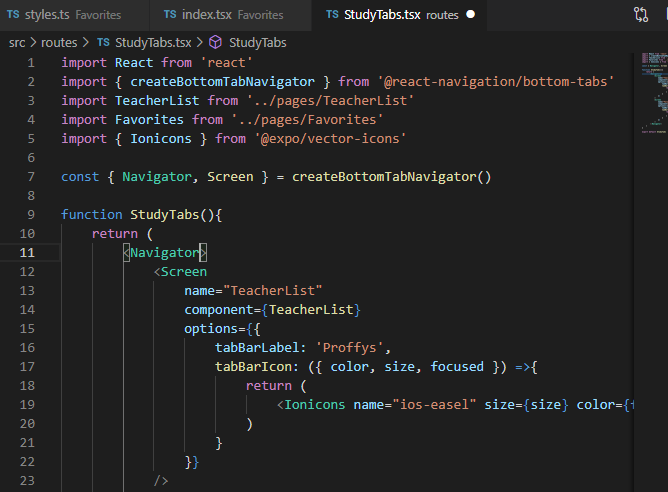 TS styles.ts Favorites TS index.tsx Favorites TS StudyTabs.tsx routes
src > routes > TS StudyTabs.tsx > StudyTabs
1 import React from 'react'
2 import { createBottomTabNavigator } from '@react-navigation/bottom-tabs'
3 import TeacherList from '../pages/TeacherList'
4 import Favorites from '../pages/Favorites'
5 import { Ionicons } from '@expo/vector-icons'
6
7 const { Navigator, Screen } = createBottomTabNavigator()
8
9 function StudyTabs(){
10 return (
11 <Navigator>
12 <Screen
13 name="TeacherList"
14 component={TeacherList}
15 options={{
16 tabBarLabel: 'Proffys',
17 tabBarIcon: ({ color, size, focused }) =>{
18 return (
19 <Ionicons name="ios-easel" size={size} color={
20 )
21 }
22 }}
23 />